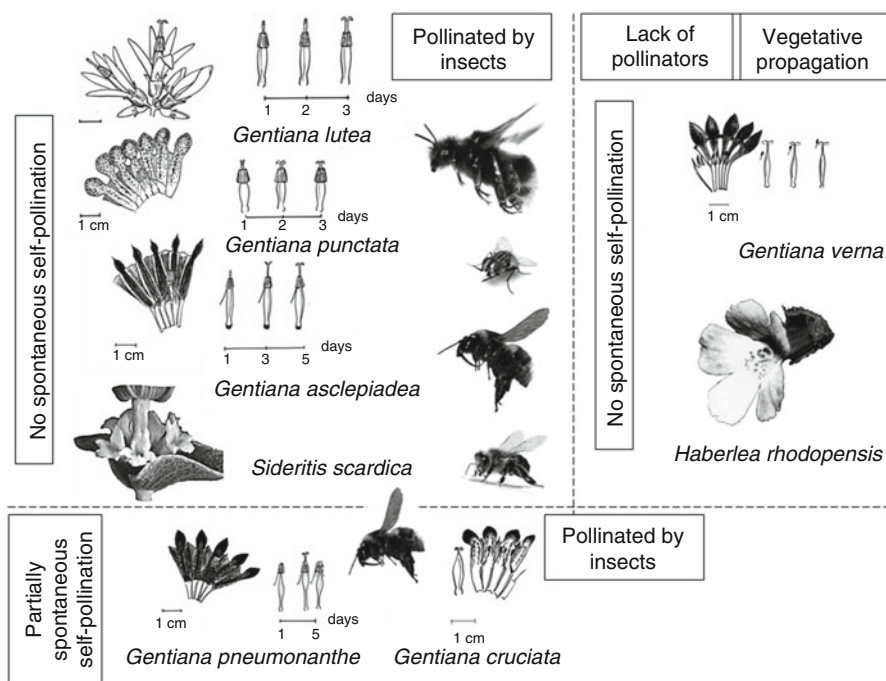 Pollinated by
insects
Lack of
pollinators
Vegetative
propagation
No spontaneous self-pollination
1 2 3 days
Gentiana lutea
1 cm
1 2 3 days
Gentiana punctata
1 cm
1 3 5 days
Gentiana asclepiadea
Sideritis scardica
No spontaneous self-pollination
1 cm
Gentiana verna
Haberlea rhodopensis
Partially
spontaneous
self-pollination
1 cm
1 5 days
Gentiana pneumonanthe
1 cm
Gentiana cruciata
Pollinated by
insects